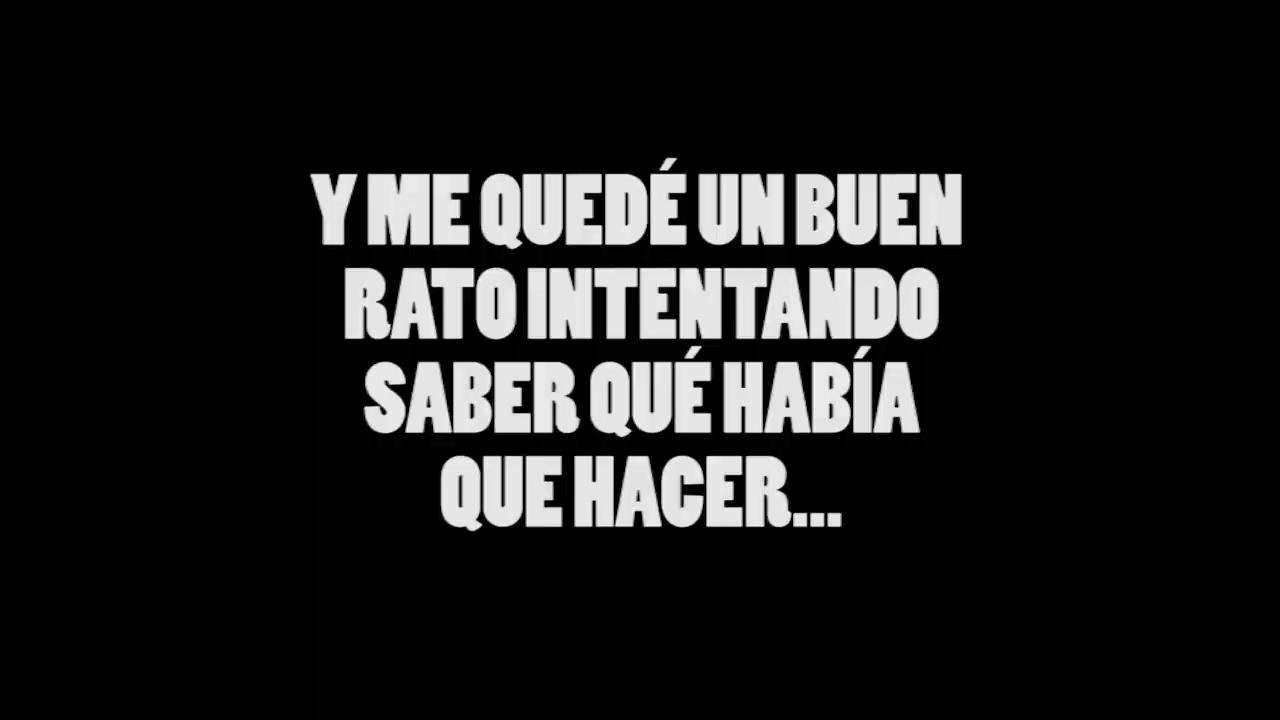 Y ME QUEDÉ UN BUEN
RATO INTENTANDO
SABER QUÉ HABÍA
QUE HACER...